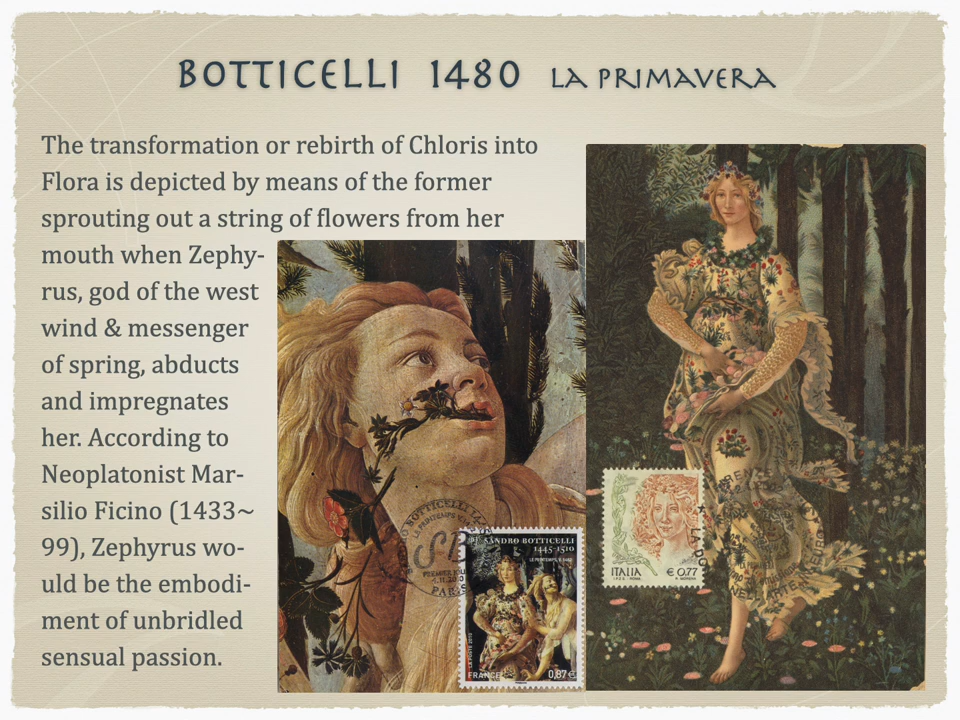 BOTTICELLI 1480 LA PRIMAVERA
The transformation or rebirth of Chloris into
Flora is depicted by means of the former
sprouting out a string of flowers from her
mouth when Zephy-
rus, god of the west
wind & messenger
of spring, abducts
and impregnates
her. According to
Neoplatonist Mar-
silio Ficino (1433~
99), Zephyrus wo-
uld be the embodi-
ment of unbridled
sensual passion.
BOTTICELLI
PARIS
SANDRO BOTTICELLI
1445-1510
FRANCE 0,87€
ITALIA € 0,77
FIRENZE